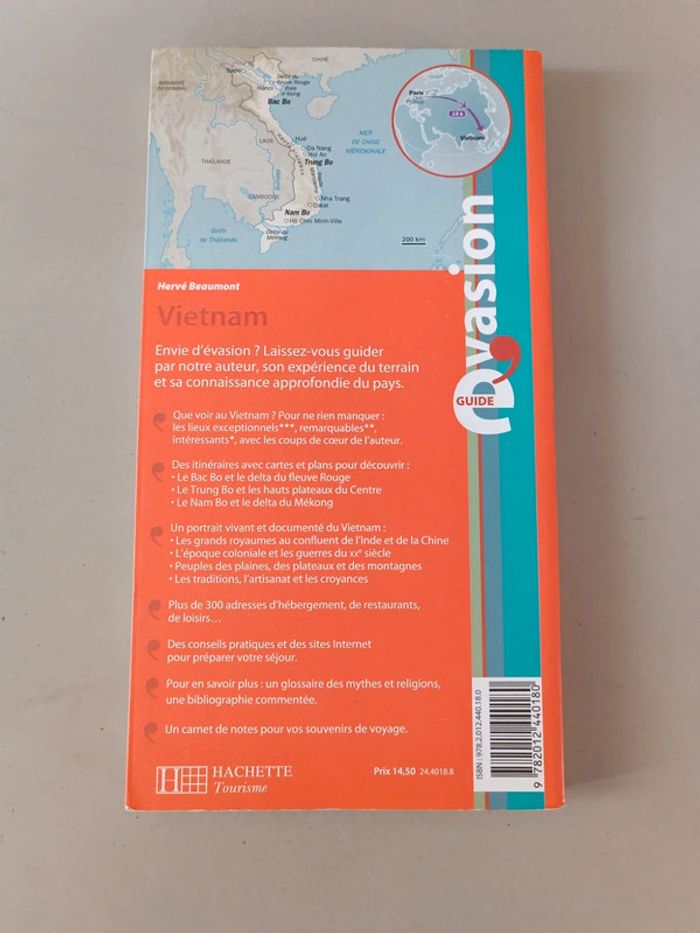 CHINE
BIRMANIE
(MYANMAR)
Sapa
Delta du
fleuve Rouge
Hanoi
Baie
d'Along
Bac Bo
LAOS
Hué
Da Nang
Hoi An
Trung Bo
MER
DE CHINE
MÉRIDIONALE
THAÏLANDE
CAMBODGE
Nha Trang
Dalat
Nam Bo
Hô Chi Minh-Ville
Golfe
de Thaïlande
Delta du
Mékong
200 km
Paris
France
Vietnam
Hervé Beaumont
Vietnam
Envie d'évasion ? Laissez-vous guider
par notre auteur, son expérience du terrain
et sa connaissance approfondie du pays.
Que voir au Vietnam ? Pour ne rien manquer :
les lieux exceptionnels***, remarquables**,
intéressants*, avec les coups de cœur de l'auteur.
Des itinéraires avec cartes et plans pour découvrir :
• Le Bac Bo et le delta du fleuve Rouge
• Le Trung Bo et les hauts plateaux du Centre
• Le Nam Bo et le delta du Mékong
Un portrait vivant et documenté du Vietnam :
• Les grands royaumes au confluent de l'Inde et de la Chine
• L'époque coloniale et les guerres du XXe siècle
• Peuples des plaines, des plateaux et des montagnes
• Les traditions, l'artisanat et les croyances
Plus de 300 adresses d'hébergement, de restaurants,
de loisirs…
Des conseils pratiques et des sites Internet
pour préparer votre séjour.
Pour en savoir plus : un glossaire des mythes et religions,
une bibliographie commentée.
Un carnet de notes pour vos souvenirs de voyage.
HACHETTE
Tourisme
Prix 14,50 24.4018.8
GUIDE
e'vasion
ISBN : 978.2.012.440.18.0
9 782012 440180